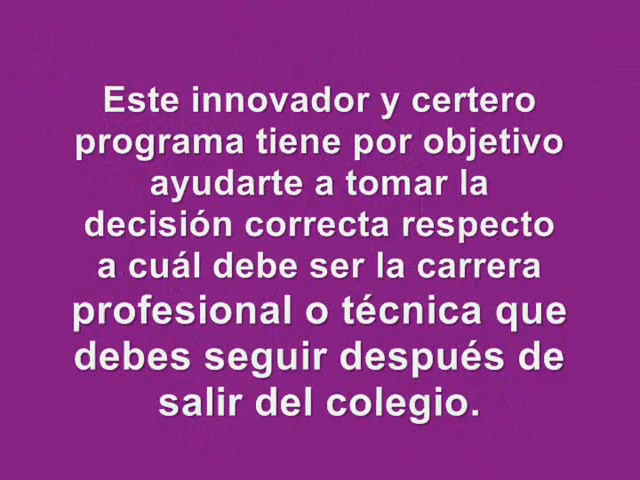 Este innovador y certero
programa tiene por objetivo
ayudarte a tomar la
decisión correcta respecto
a cuál debe ser la carrera
profesional o técnica que
debes seguir después de
salir del colegio.